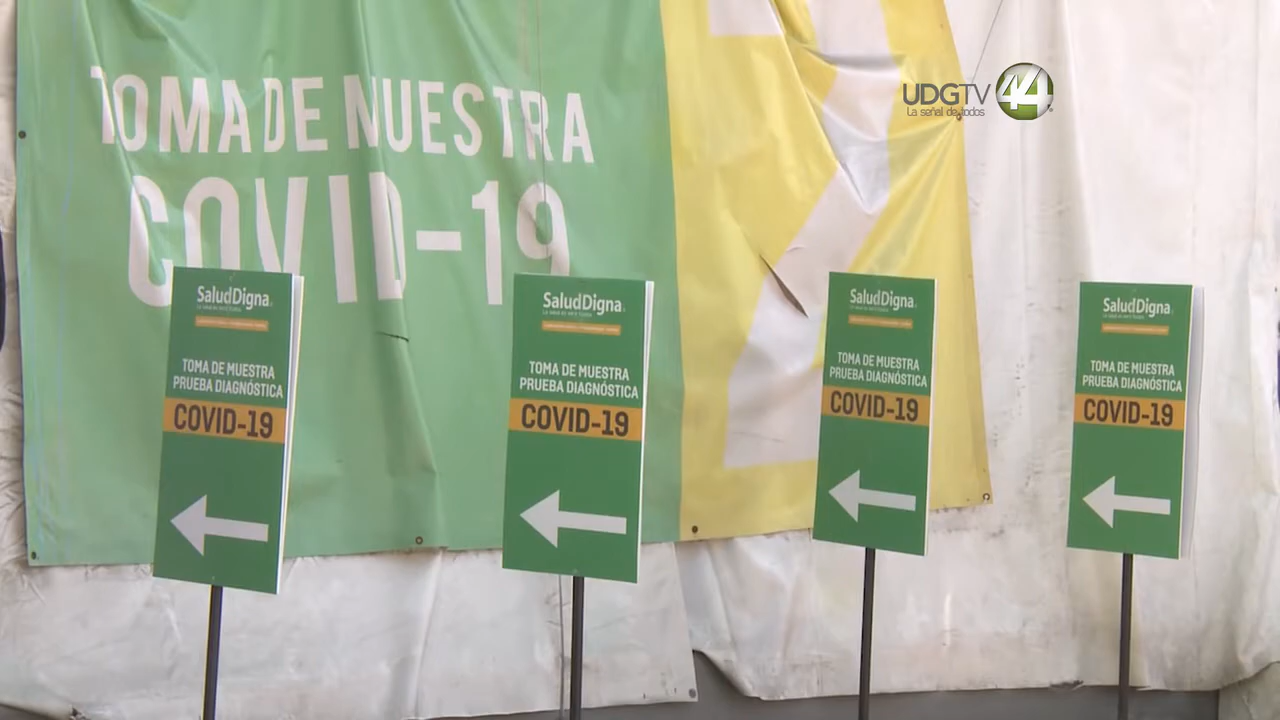 TOMA DE NUESTRA
COVID-19
UDGTV 44
La señal de todos
SaludDigna
TOMA DE MUESTRA
PRUEBA DIAGNÓSTICA
COVID-19
SaludDigna
TOMA DE MUESTRA
PRUEBA DIAGNÓSTICA
COVID-19
SaludDigna
TOMA DE MUESTRA
PRUEBA DIAGNÓSTICA
COVID-19
SaludDigna
TOMA DE MUESTRA
PRUEBA DIAGNÓSTICA
COVID-19